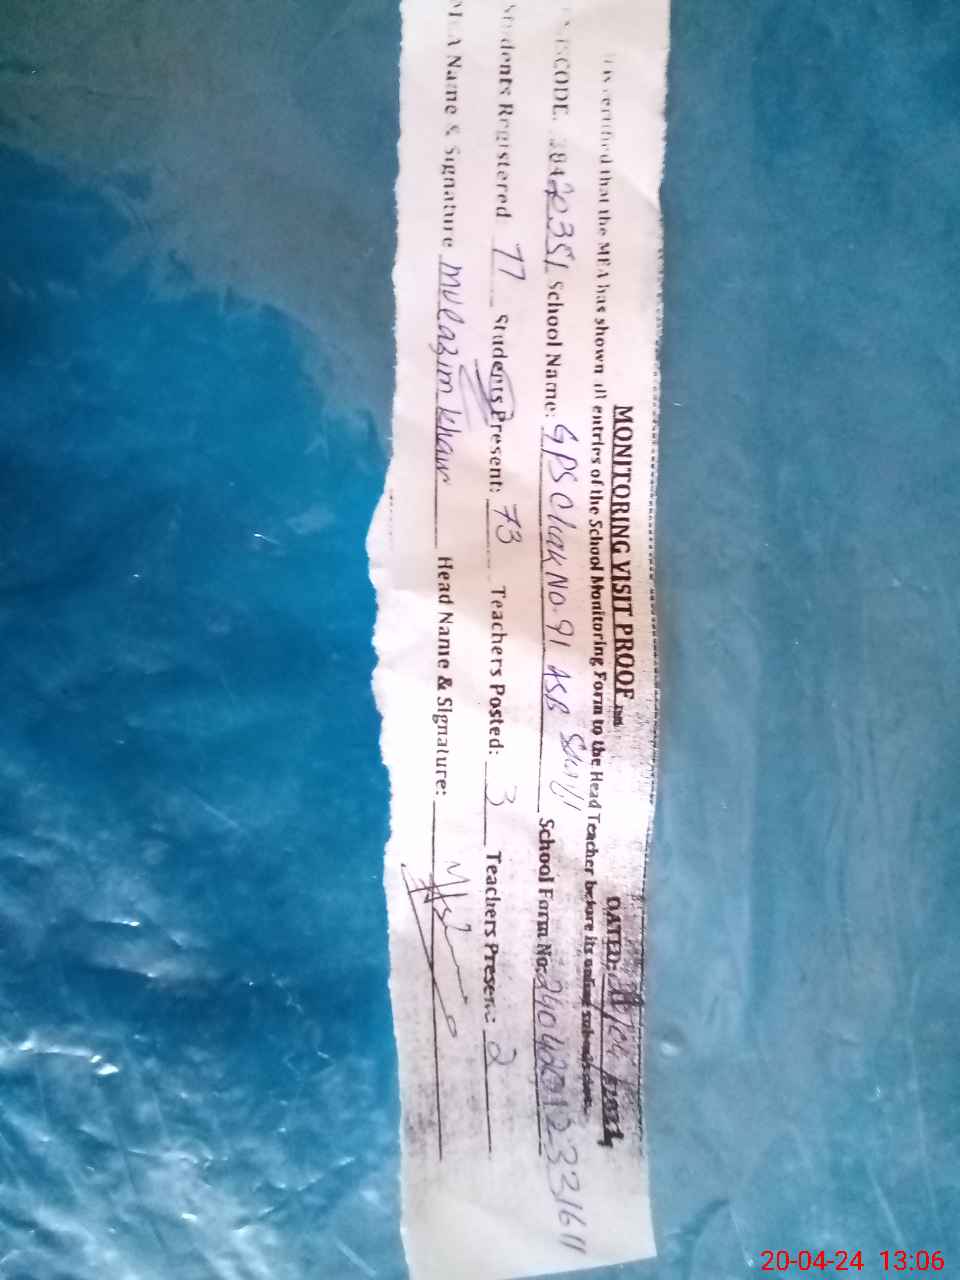 MONITORING VISIT PROOF DATED:
certified that the MEA has shown all entries of the School Monitoring Form to the Head Teacher before its online
School Name: GPS Chak No. 91 ASB School Form No: 24042012331611
Students Registered 77 Students Present: 73 Teachers Posted: 3 Teachers Present: 2
MEA Name & Signature Mulazim Khan Head Name & Signature:
20-04-24 13:06